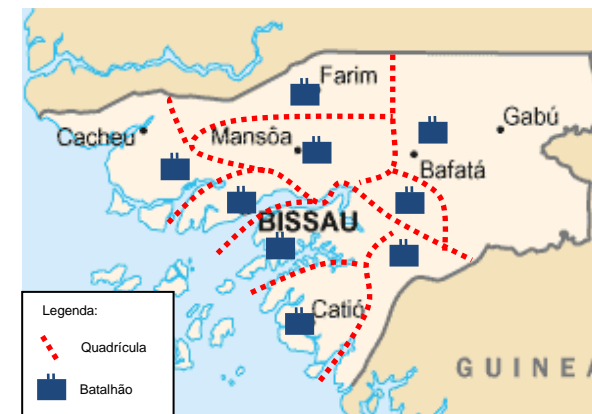 Farim
Gabú
Cacheu
Mansôa
Bafatá
BISSAU
Catió
Legenda:
Quadrícula
Batalhão
GUINEA